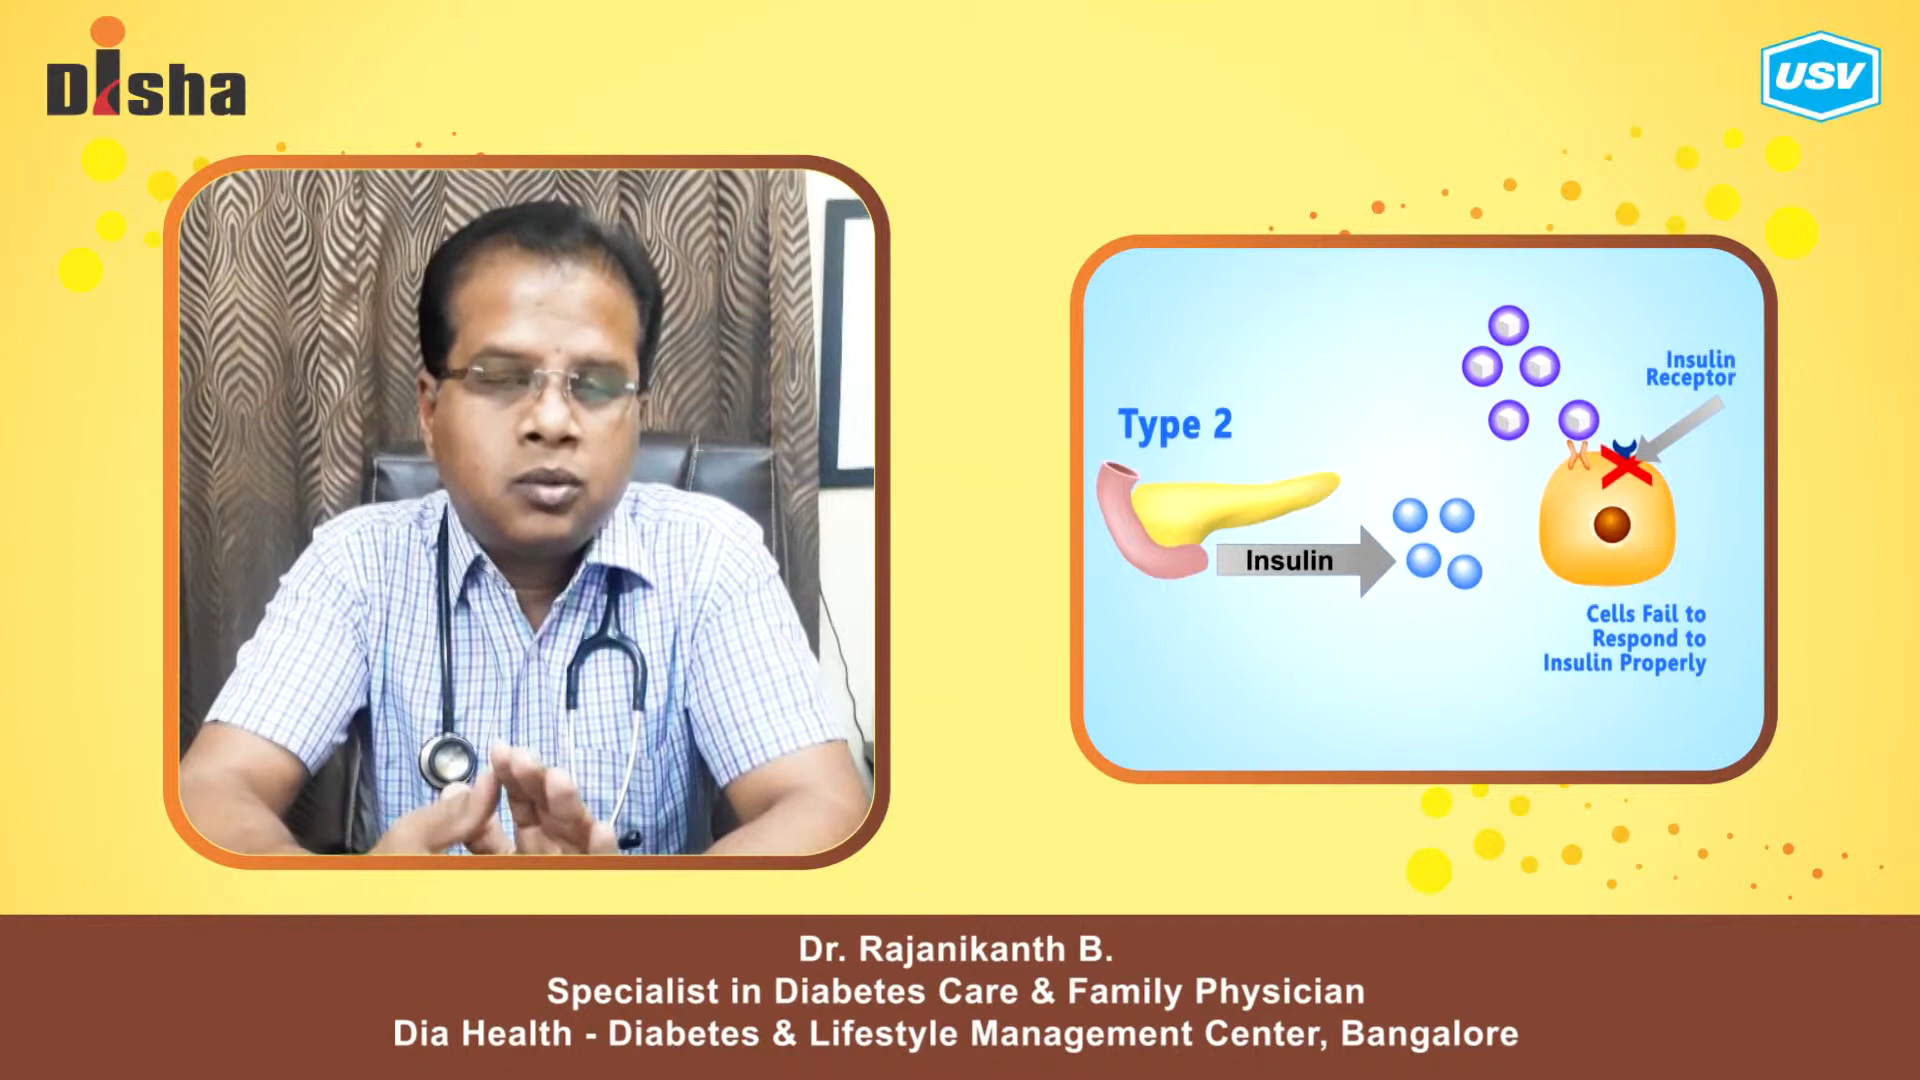 Disha
USV
Type 2
Insulin
Receptor
Insulin
Cells Fail to
Respond to
Insulin Properly
Dr. Rajanikanth B.
Specialist in Diabetes Care & Family Physician
Dia Health - Diabetes & Lifestyle Management Center, Bangalore